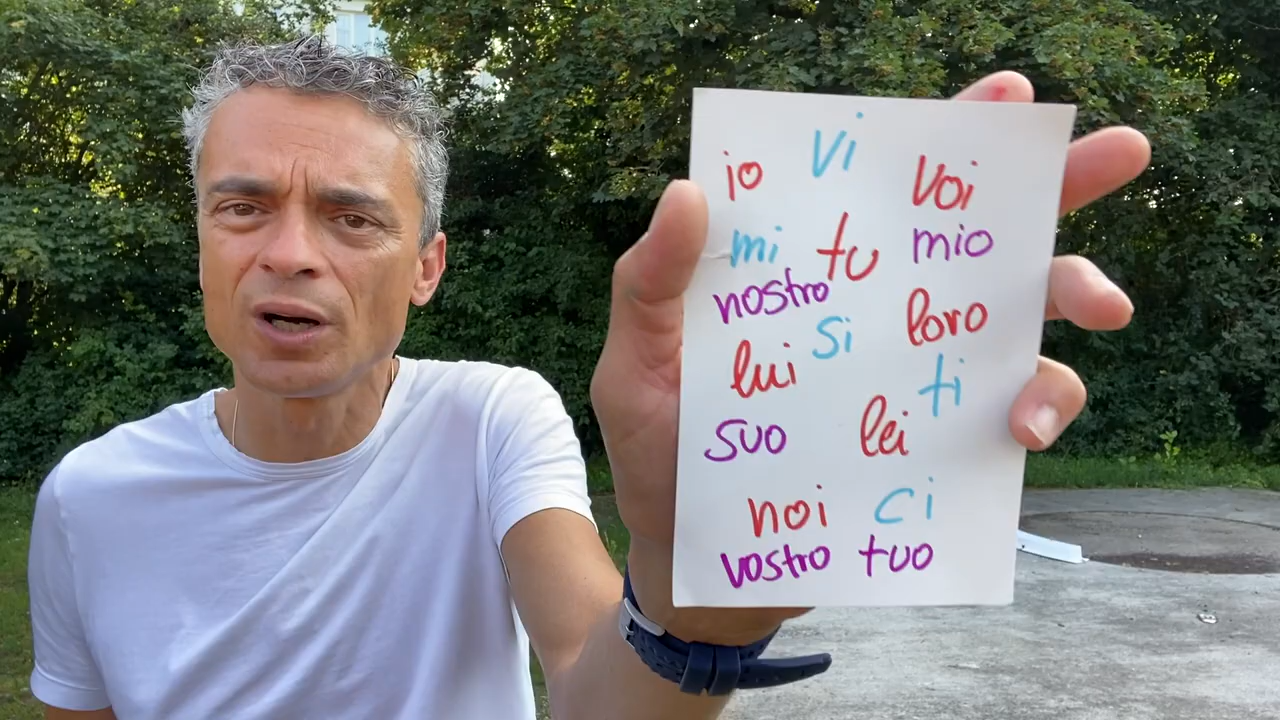 io vi voi
mi tu mio
nostro
si loro
lui ti
suo lei
noi ci
vostro tuo